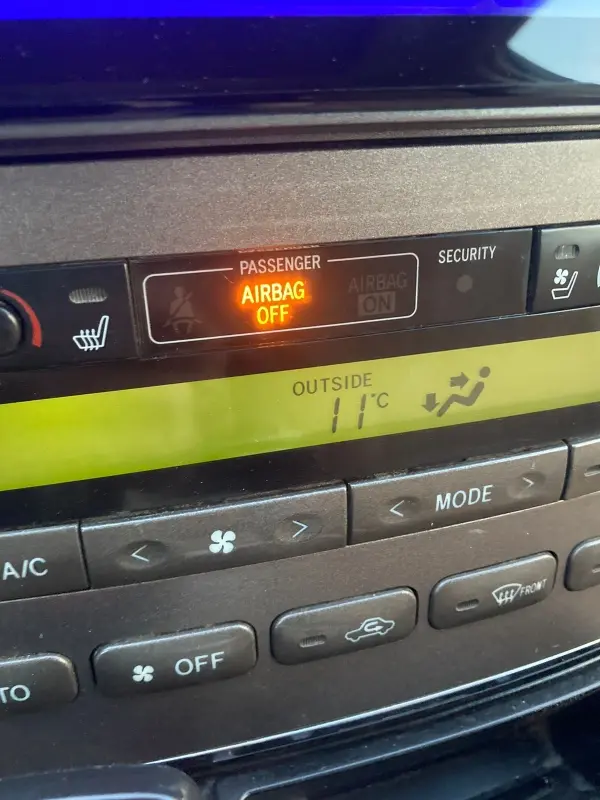 PASSENGER
SECURITY
AIRBAG
OFF
AIRBAG
ON
OUTSIDE
11°C
< >
< MODE >
A/C
FRONT
OFF
TO